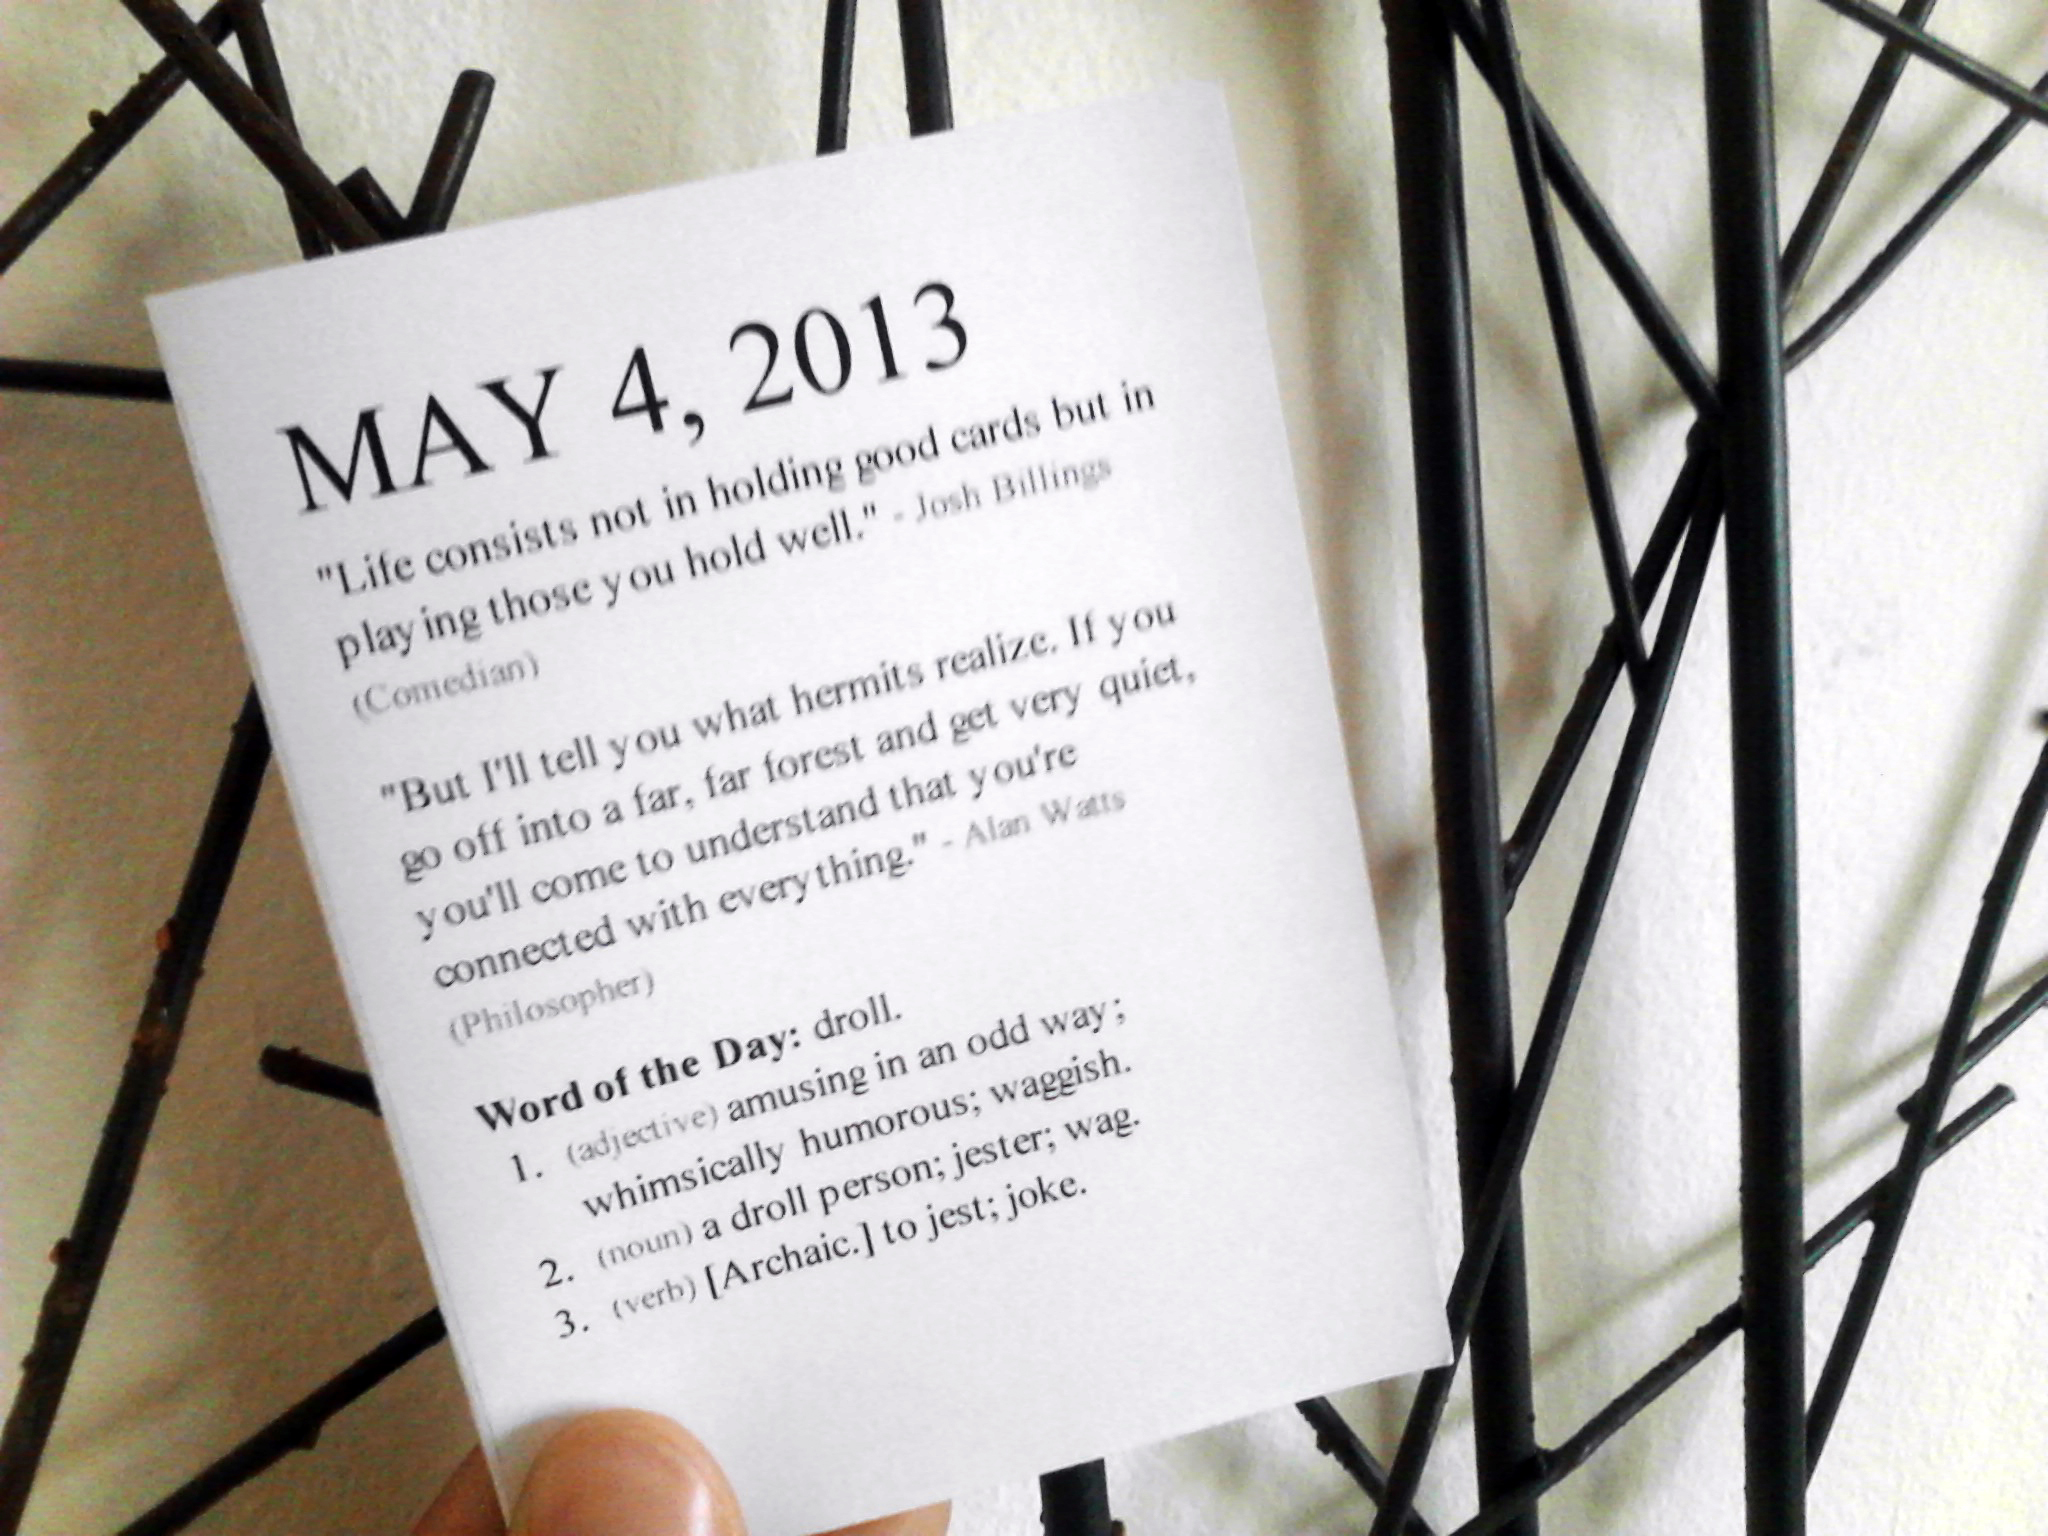 MAY 4, 2013
"Life consists not in holding good cards but in
playing those you hold well." - Josh Billings
(Comedian)
"But I'll tell you what hermits realize. If you
go off into a far, far forest and get very quiet,
you'll come to understand that you're
connected with everything." - Alan Watts
(Philosopher)
Word of the Day: droll.
1. (adjective) amusing in an odd way;
whimsically humorous; waggish.
2. (noun) a droll person; jester; wag.
3. (verb) [Archaic.] to jest; joke.